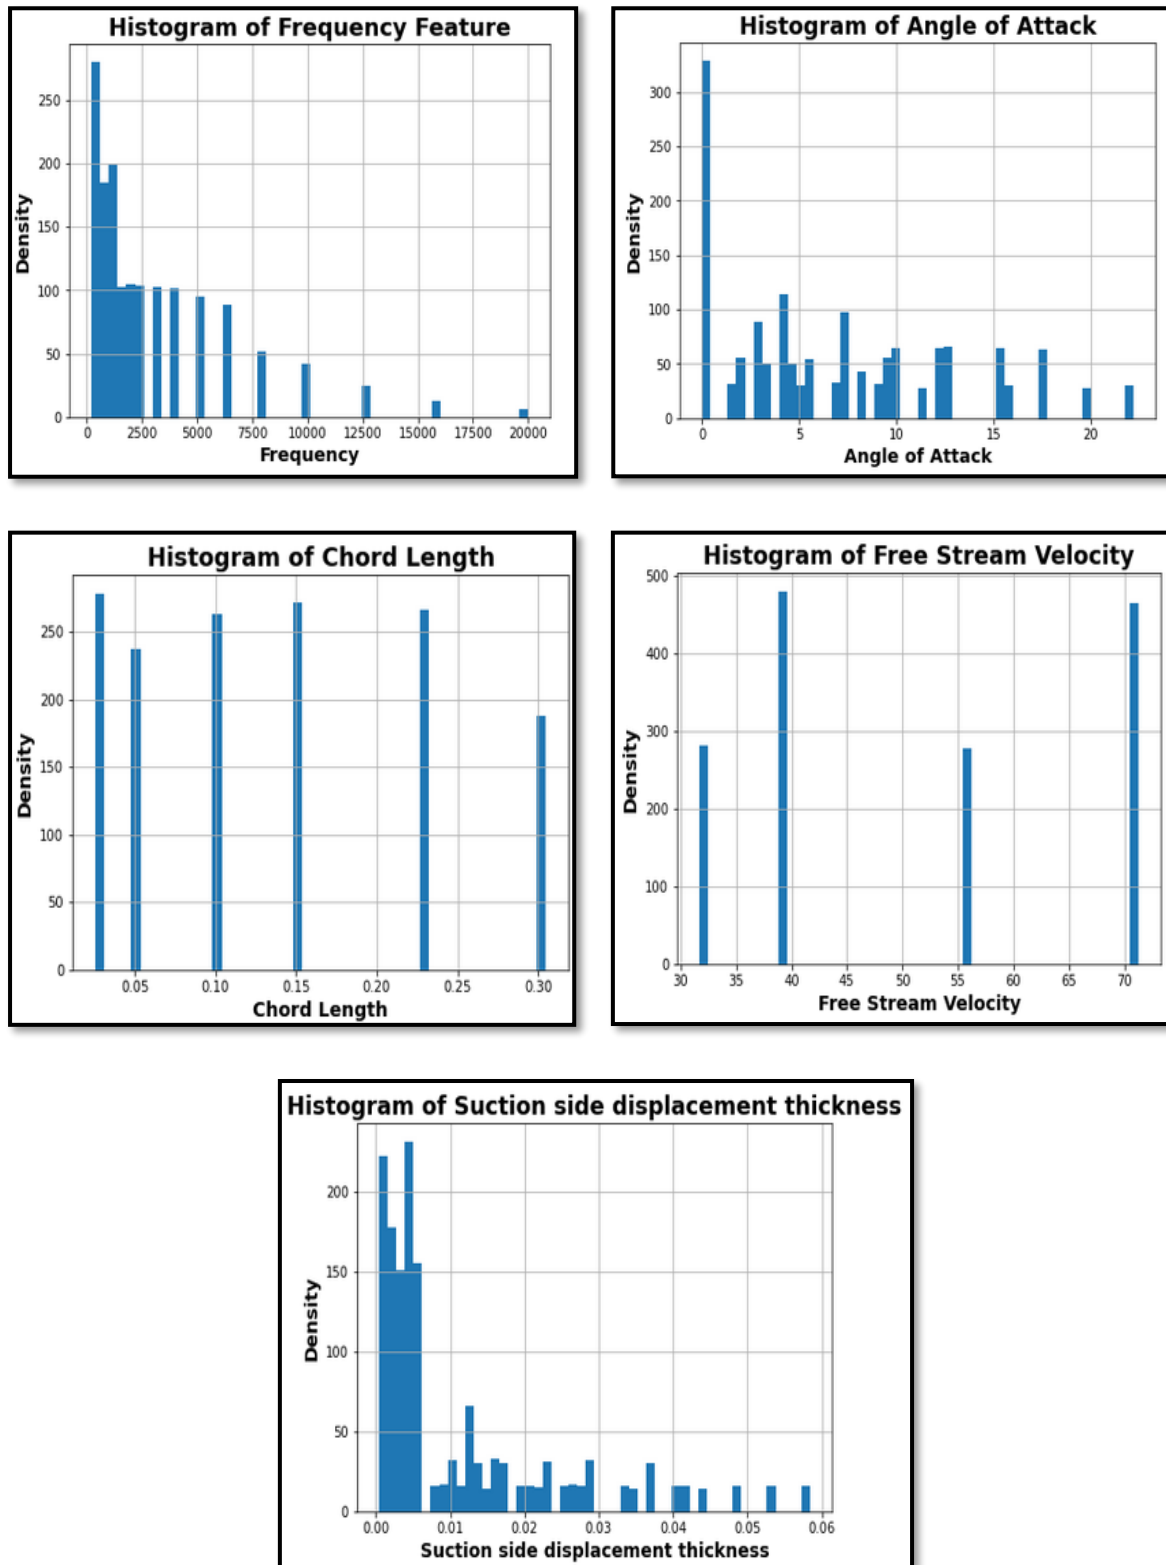 Histogram of Frequency Feature
250
200
150
100
50
0
Density
0 2500 5000 7500 10000 12500 15000 17500 20000
Frequency
Histogram of Angle of Attack
300
250
200
150
100
50
0
Density
0 5 10 15 20
Angle of Attack
Histogram of Chord Length
250
200
150
100
50
0
Density
0.05 0.10 0.15 0.20 0.25 0.30
Chord Length
Histogram of Free Stream Velocity
500
400
300
200
100
0
Density
30 35 40 45 50 55 60 65 70
Free Stream Velocity
Histogram of Suction side displacement thickness
200
150
100
50
0
Density
0.00 0.01 0.02 0.03 0.04 0.05 0.06
Suction side displacement thickness